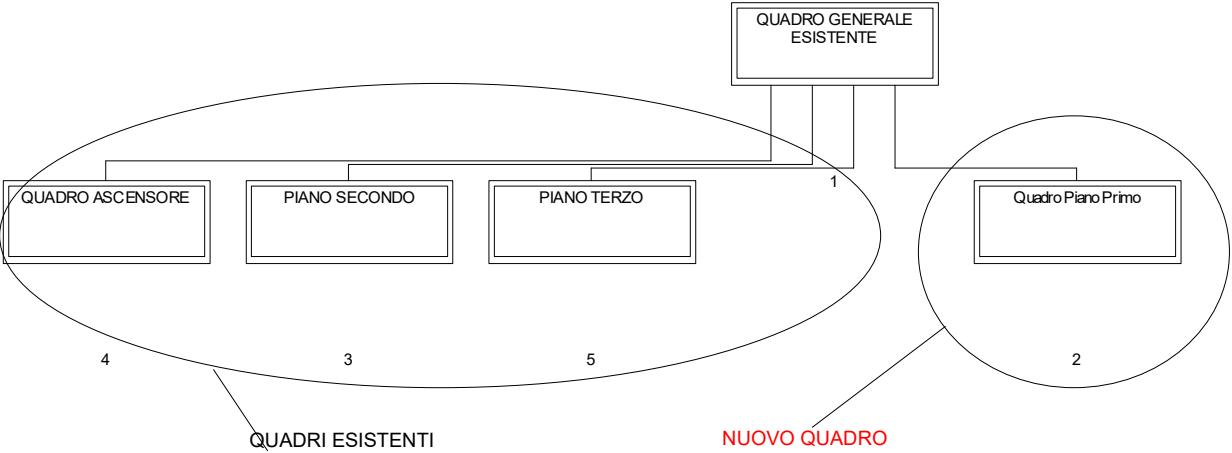 QUADRO GENERALE
ESISTENTE
1
QUADRO ASCENSORE
PIANO SECONDO
PIANO TERZO
Quadro Piano Primo
4
3
5
2
QUADRI ESISTENTI
NUOVO QUADRO